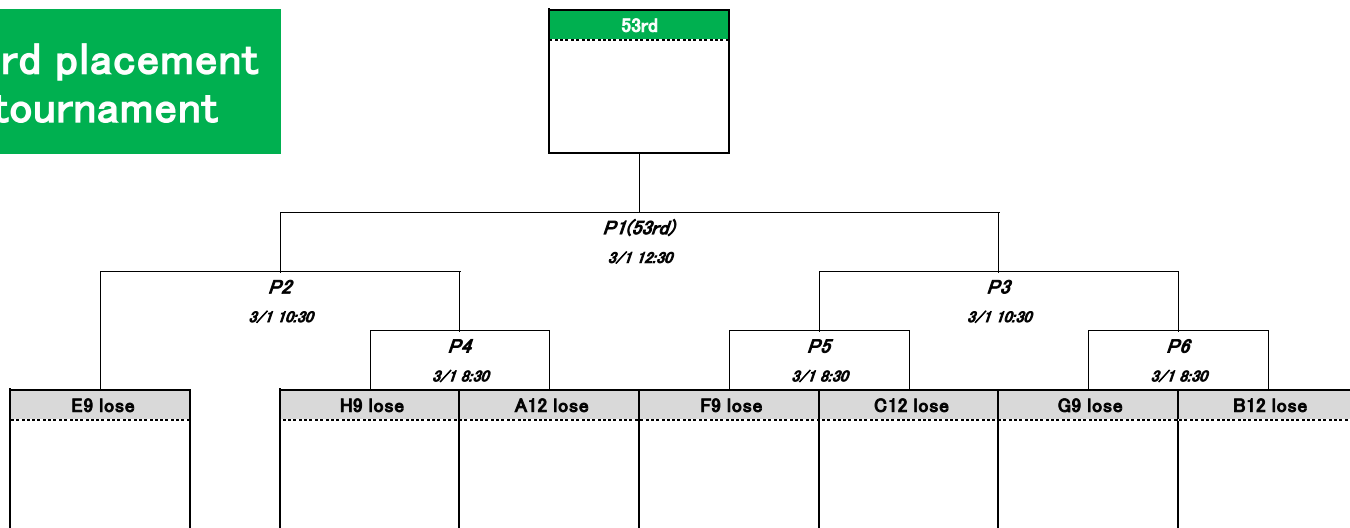 53rd
rd placement
tournament
P1(53rd)
3/1 12:30
P2
3/1 10:30
P3
3/1 10:30
P4
3/1 8:30
P5
3/1 8:30
P6
3/1 8:30
E9 lose
H9 lose
A12 lose
F9 lose
C12 lose
G9 lose
B12 lose